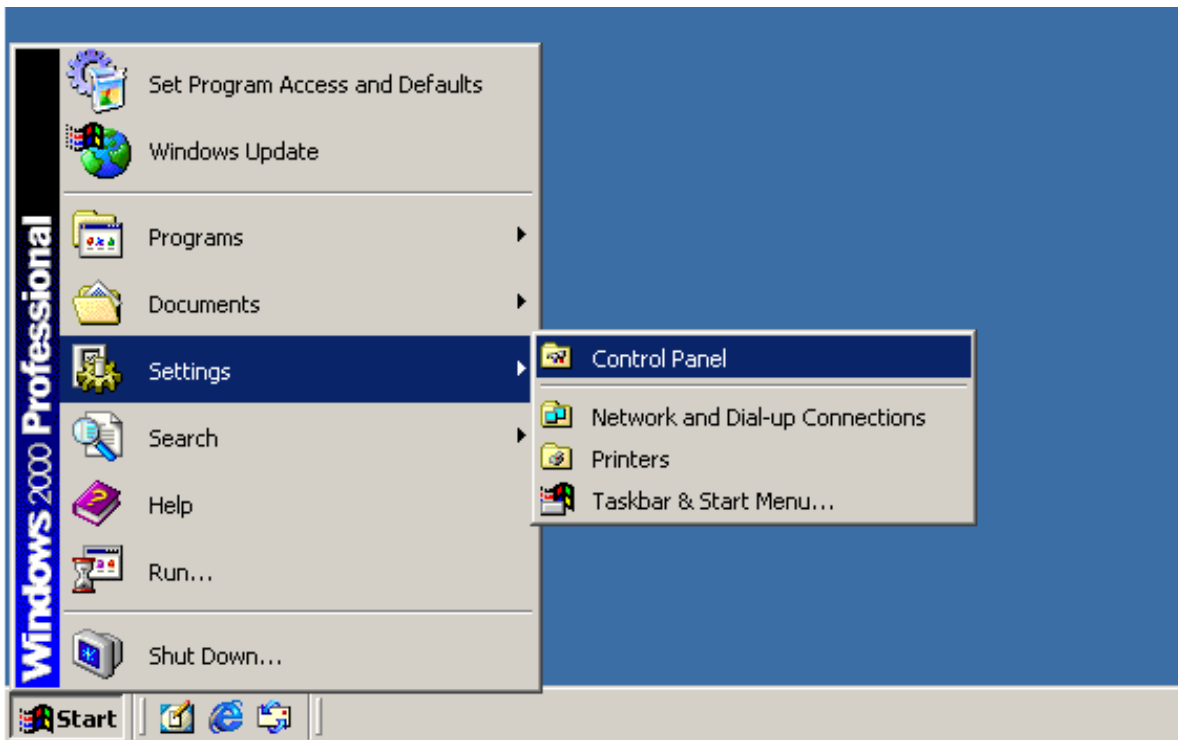 Set Program Access and Defaults
Windows Update
Programs
Documents
Settings
Search
Help
Run...
Shut Down...
Windows 2000 Professional
Control Panel
Network and Dial-up Connections
Printers
Taskbar & Start Menu...
Start